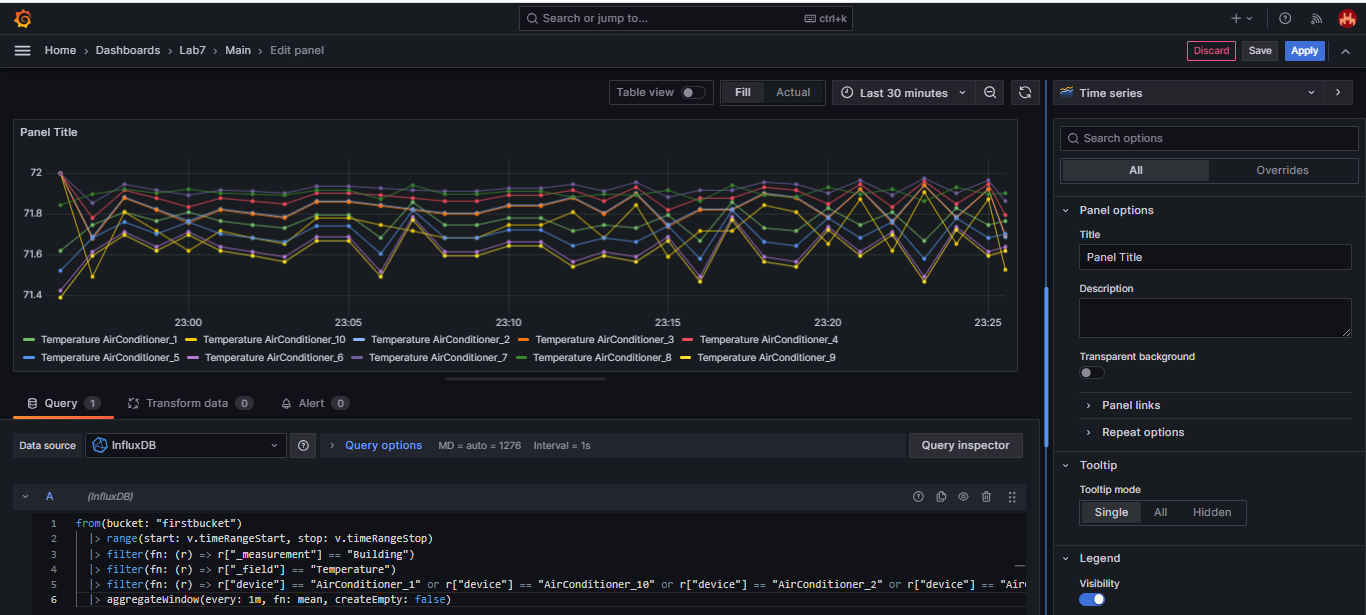 Search or jump to... ctrl+k
Home › Dashboards › Lab7 › Main › Edit panel
Discard Save Apply
Table view Fill Actual Last 30 minutes
Time series
Panel Title
Search options
All Overrides
72
71.8
71.6
71.4
23:00 23:05 23:10 23:15 23:20 23:25
Temperature AirConditioner_1 Temperature AirConditioner_10 Temperature AirConditioner_2 Temperature AirConditioner_3 Temperature AirConditioner_4
Temperature AirConditioner_5 Temperature AirConditioner_6 Temperature AirConditioner_7 Temperature AirConditioner_8 Temperature AirConditioner_9
Query 1 Transform data 0 Alert 0
Data source InfluxDB Query options MD = auto = 1276 Interval = 1s Query inspector
A (InfluxDB)
1 from(bucket: "firstbucket")
2 |> range(start: v.timeRangeStart, stop: v.timeRangeStop)
3 |> filter(fn: (r) => r["_measurement"] == "Building")
4 |> filter(fn: (r) => r["_field"] == "Temperature")
5 |> filter(fn: (r) => r["device"] == "AirConditioner_1" or r["device"] == "AirConditioner_10" or r["device"] == "AirConditioner_2" or r["device"] == "Air
6 |> aggregateWindow(every: 1m, fn: mean, createEmpty: false)
Panel options
Title
Panel Title
Description
Transparent background
Panel links
Repeat options
Tooltip
Tooltip mode
Single All Hidden
Legend
Visibility